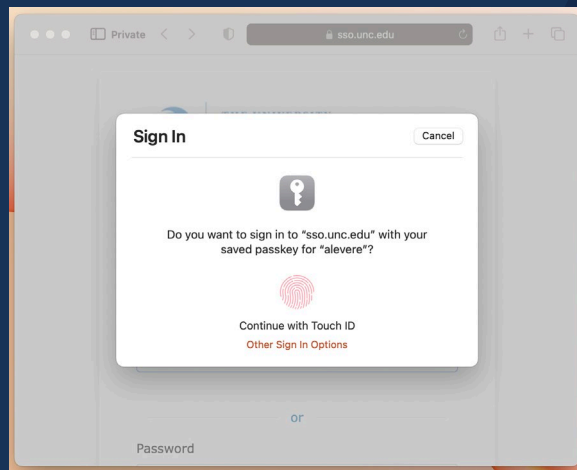 Private
sso.unc.edu
Sign In
Cancel
Do you want to sign in to “sso.unc.edu” with your
saved passkey for “alevere”?
Continue with Touch ID
Other Sign In Options
or
Password